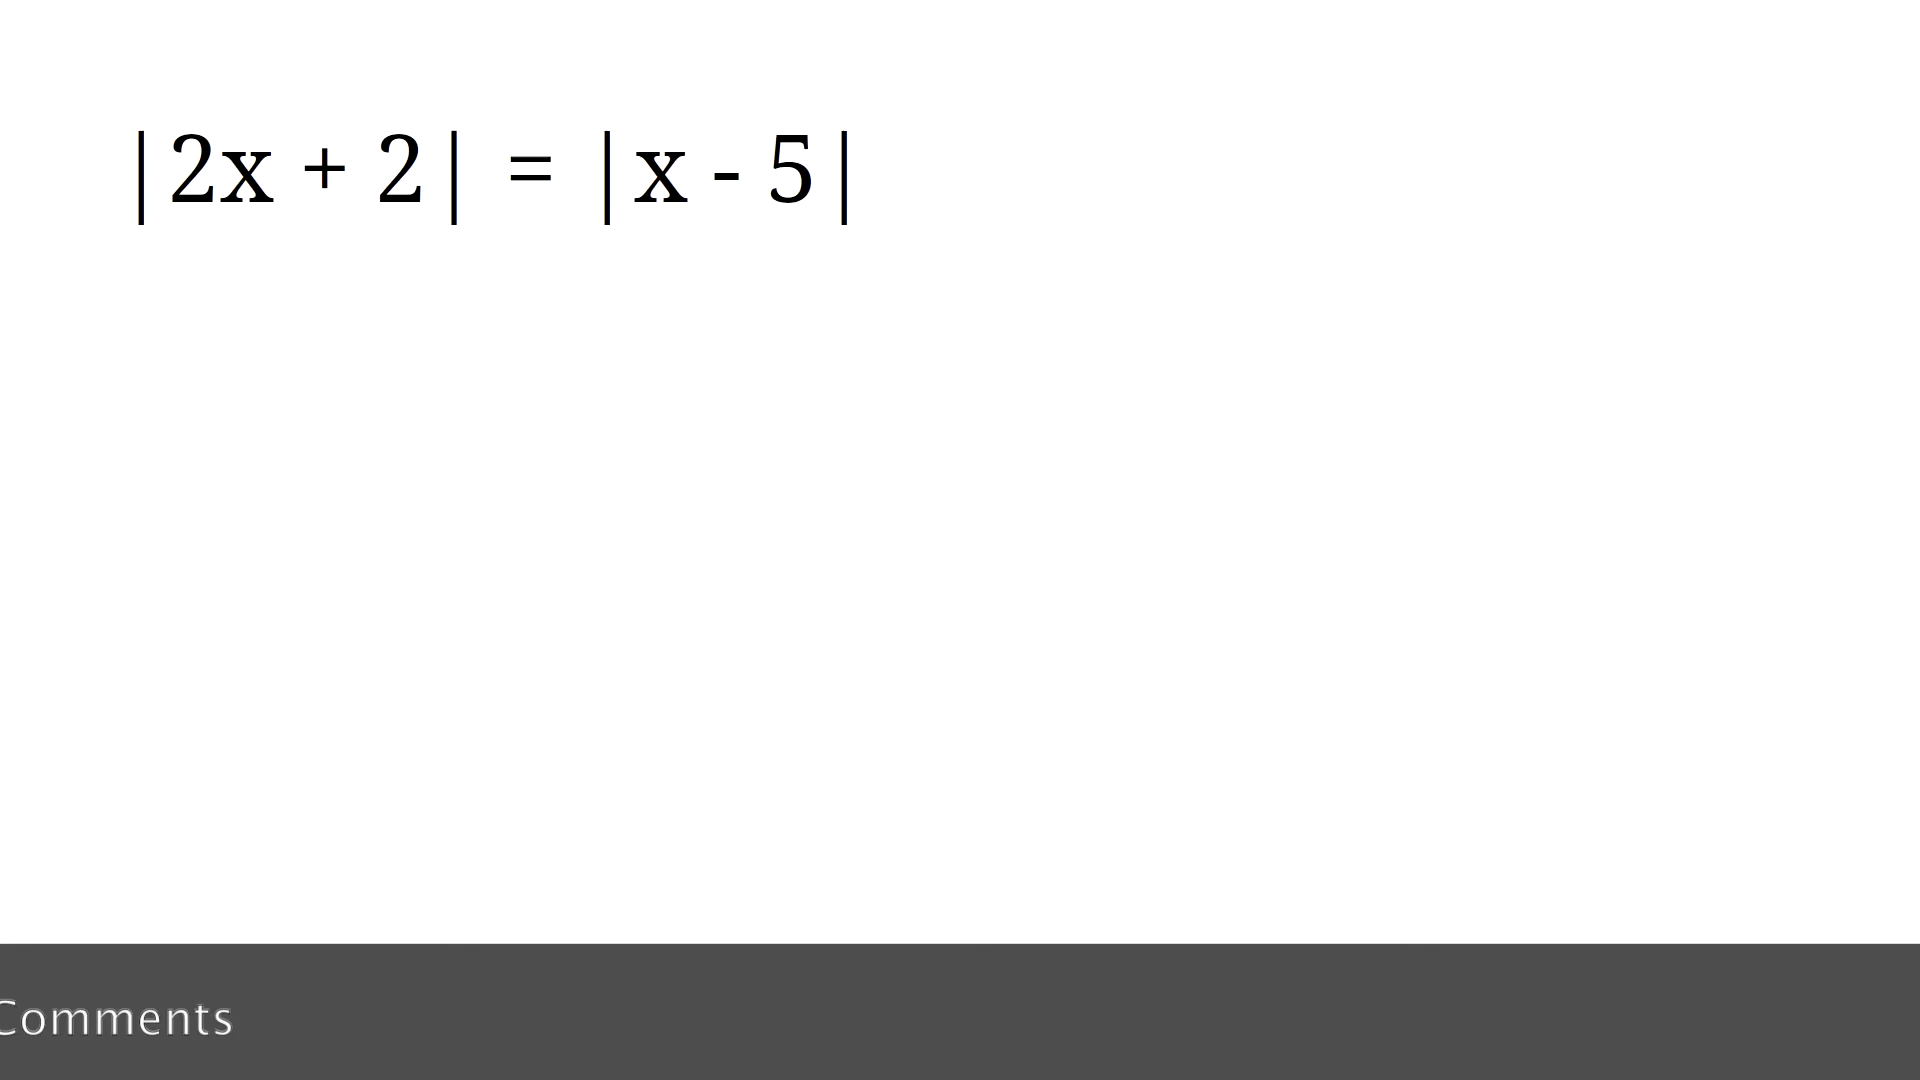 |2x + 2| = |x - 5|
Comments